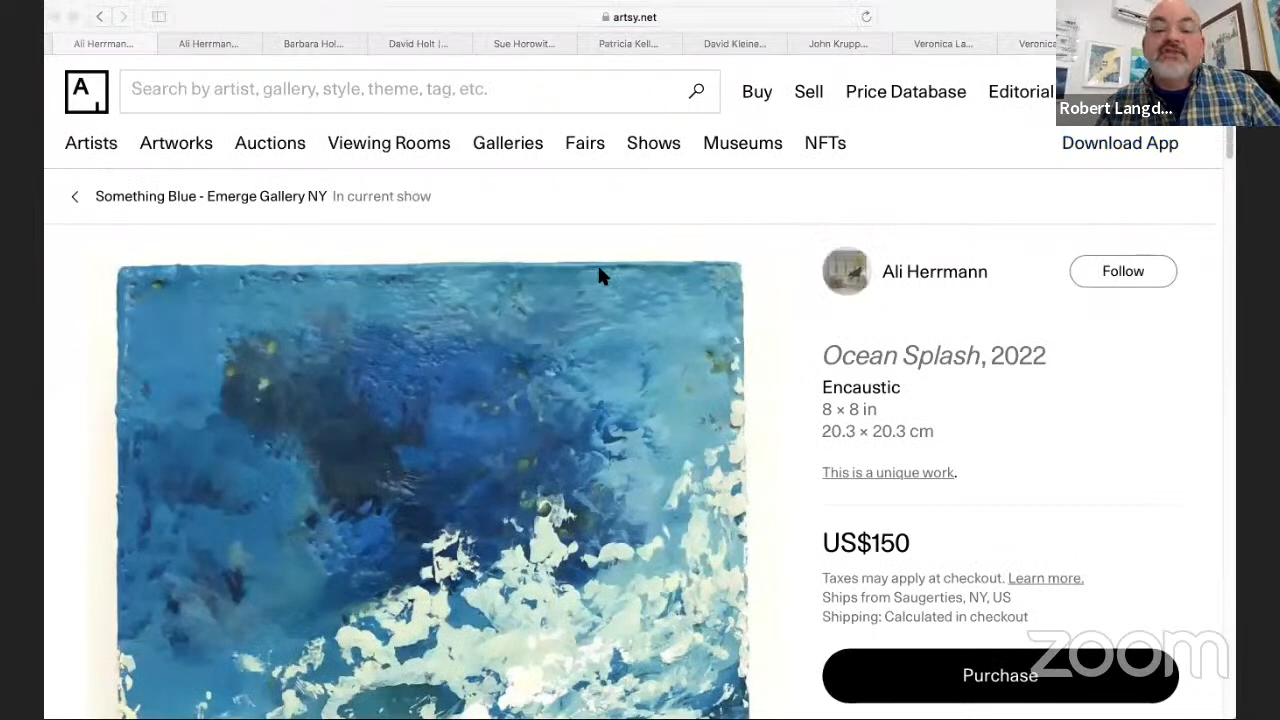 artsy.net
Ali Herrman... Ali Herrman... Barbara Hol... David Holt |... Sue Horowit... Patricia Kell... David Kleine... John Krupp... Veronica La... Veronica
A
Search by artist, gallery, style, theme, tag, etc.
Buy Sell Price Database Editorial
Robert Langd...
Artists Artworks Auctions Viewing Rooms Galleries Fairs Shows Museums NFTs Download App
Something Blue - Emerge Gallery NY In current show
Ali Herrmann Follow
Ocean Splash, 2022
Encaustic
8 × 8 in
20.3 × 20.3 cm
This is a unique work.
US$150
Taxes may apply at checkout. Learn more.
Ships from Saugerties, NY, US
Shipping: Calculated in checkout
zoom
Purchase